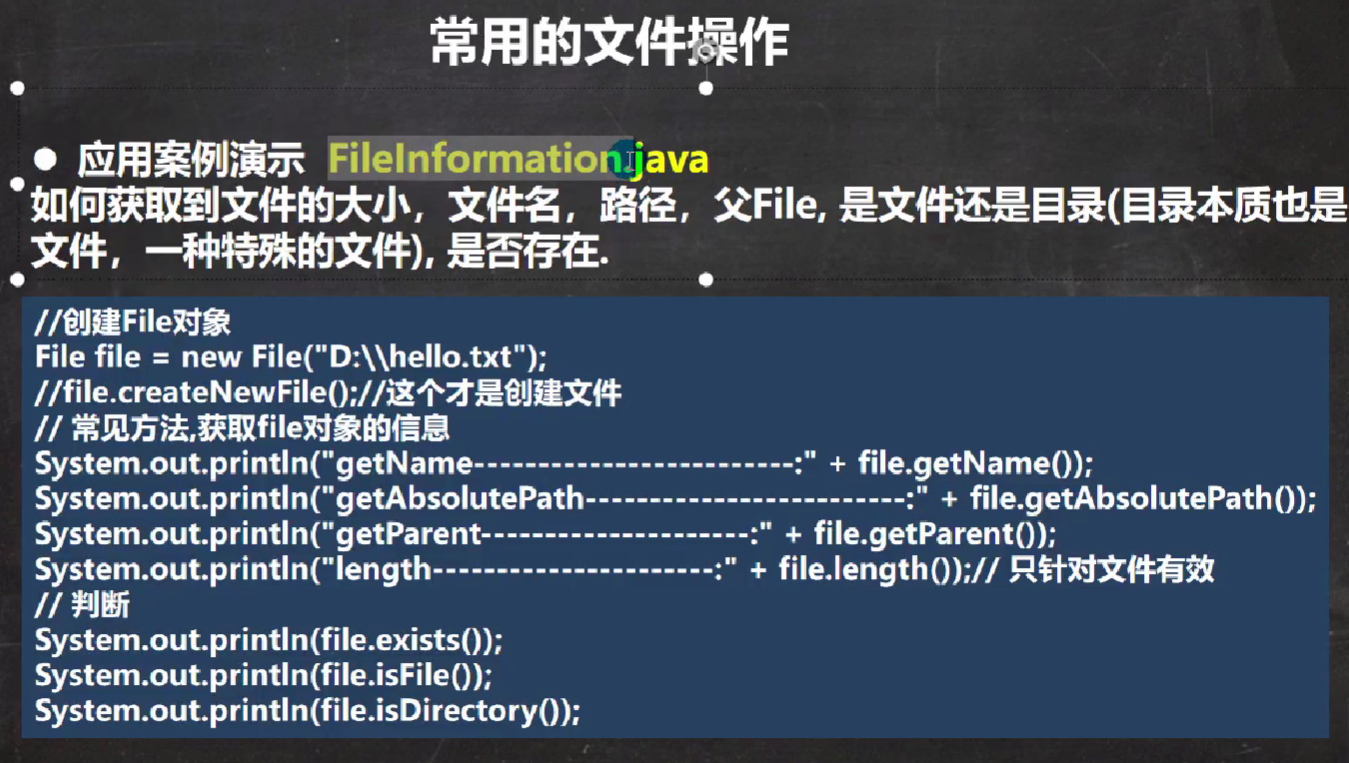 常用的文件操作
● 应用案例演示 FileInformation.java
如何获取到文件的大小，文件名，路径，父File, 是文件还是目录(目录本质也是
文件，一种特殊的文件), 是否存在.
//创建File对象
File file = new File("D:\\hello.txt");
//file.createNewFile();//这个才是创建文件
// 常见方法,获取file对象的信息
System.out.println("getName-------------------------:" + file.getName());
System.out.println("getAbsolutePath-------------------------:" + file.getAbsolutePath());
System.out.println("getParent---------------------:" + file.getParent());
System.out.println("length----------------------:" + file.length());// 只针对文件有效
// 判断
System.out.println(file.exists());
System.out.println(file.isFile());
System.out.println(file.isDirectory());